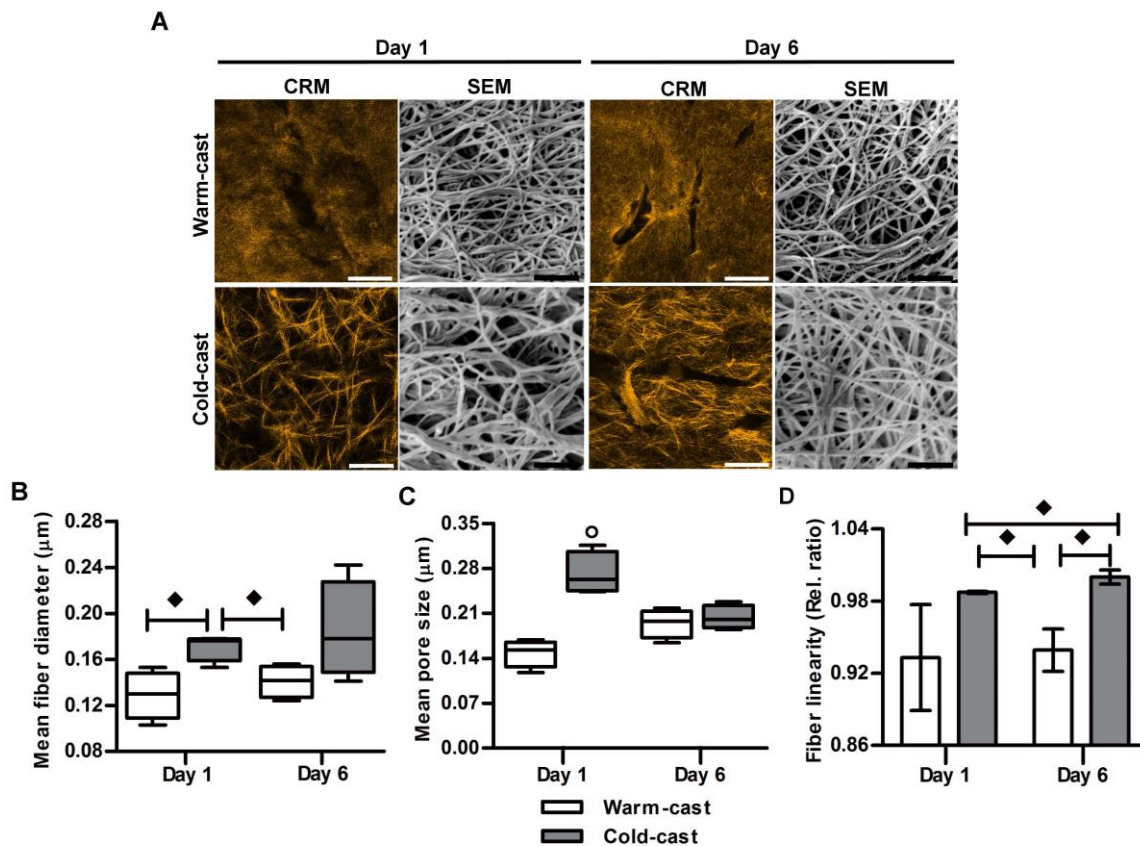 A
Day 1
Day 6
CRM
SEM
CRM
SEM
Warm-cast
Cold-cast
B
Mean fiber diameter (μm)
0.28
0.24
0.20
0.16
0.12
0.08
Day 1
Day 6
C
Mean pore size (μm)
0.35
0.28
0.21
0.14
0.07
0.00
Day 1
Day 6
D
Fiber linearity (Rel. ratio)
1.04
0.98
0.92
0.86
Day 1
Day 6
Warm-cast
Cold-cast